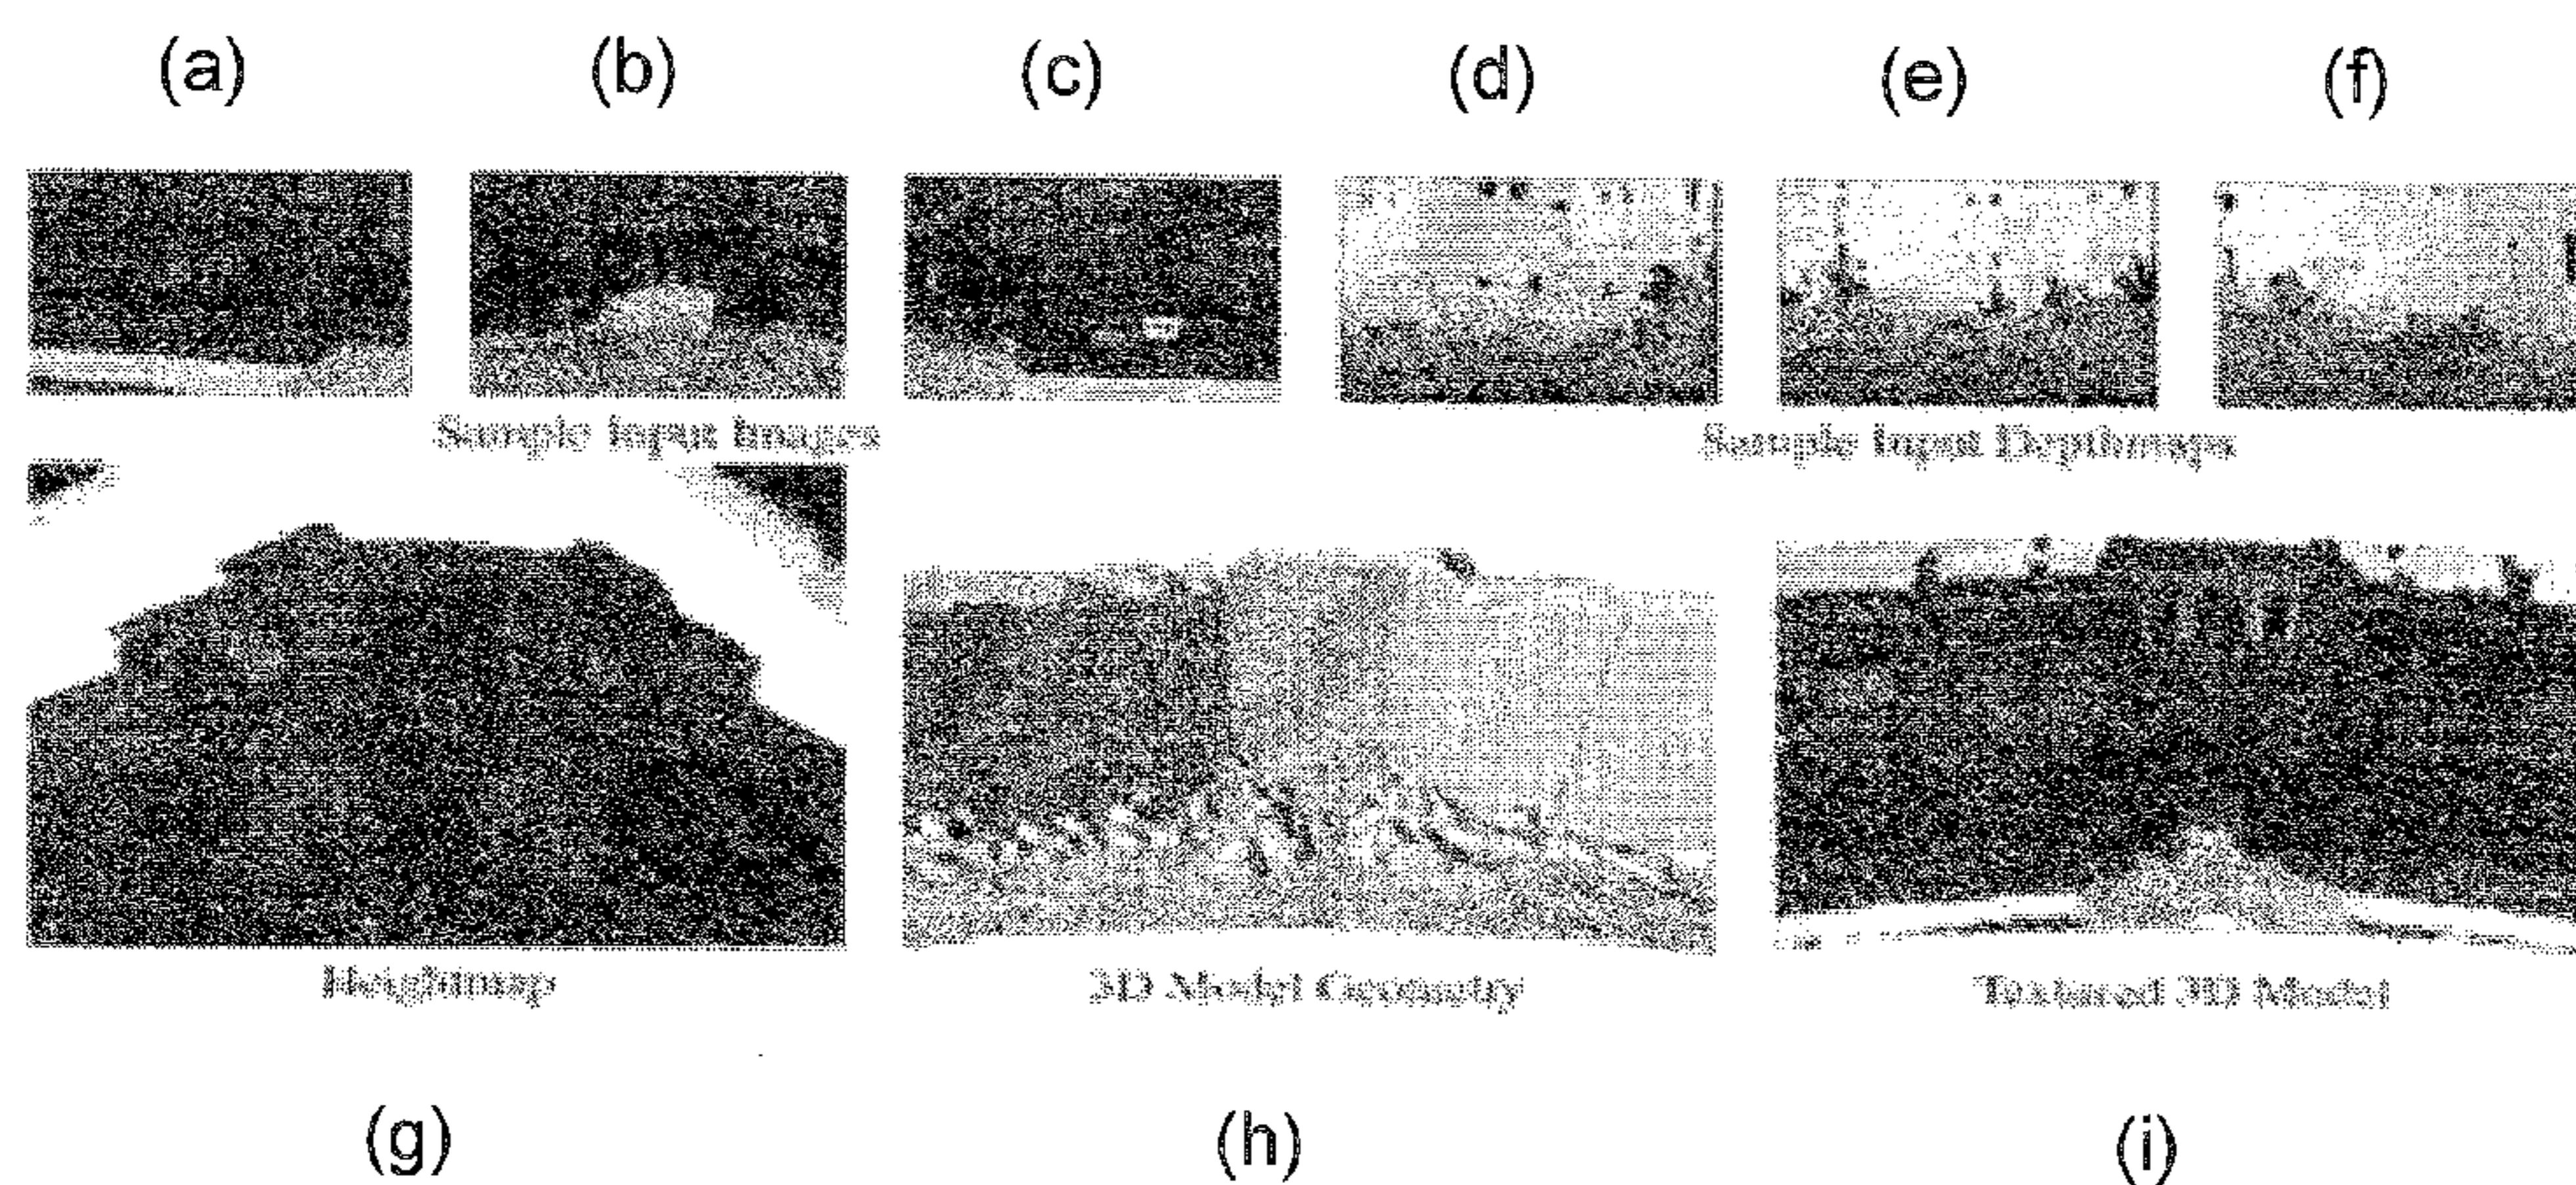 (a) (b) (c) (d) (e) (f)
Sample Input Images
Sample Input Depthmaps
Heightmap
3D Model Geometry
Textured 3D Model
(g) (h) (i)